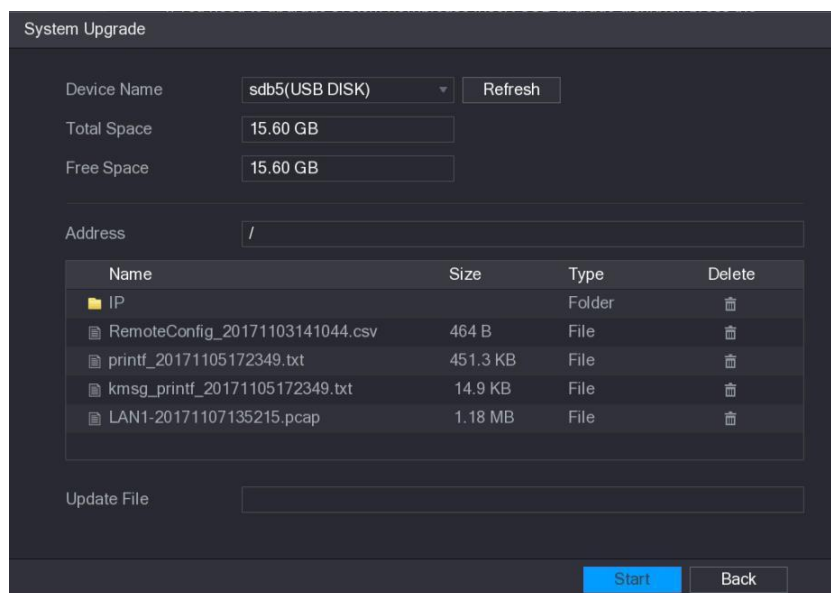 System Upgrade
Device Name sdb5(USB DISK) Refresh
Total Space 15.60 GB
Free Space 15.60 GB
Address /
Name Size Type Delete
IP Folder
RemoteConfig_20171103141044.csv 464 B File
printf_20171105172349.txt 451.3 KB File
kmsg_printf_20171105172349.txt 14.9 KB File
LAN1-20171107135215.pcap 1.18 MB File
Update File
Start Back